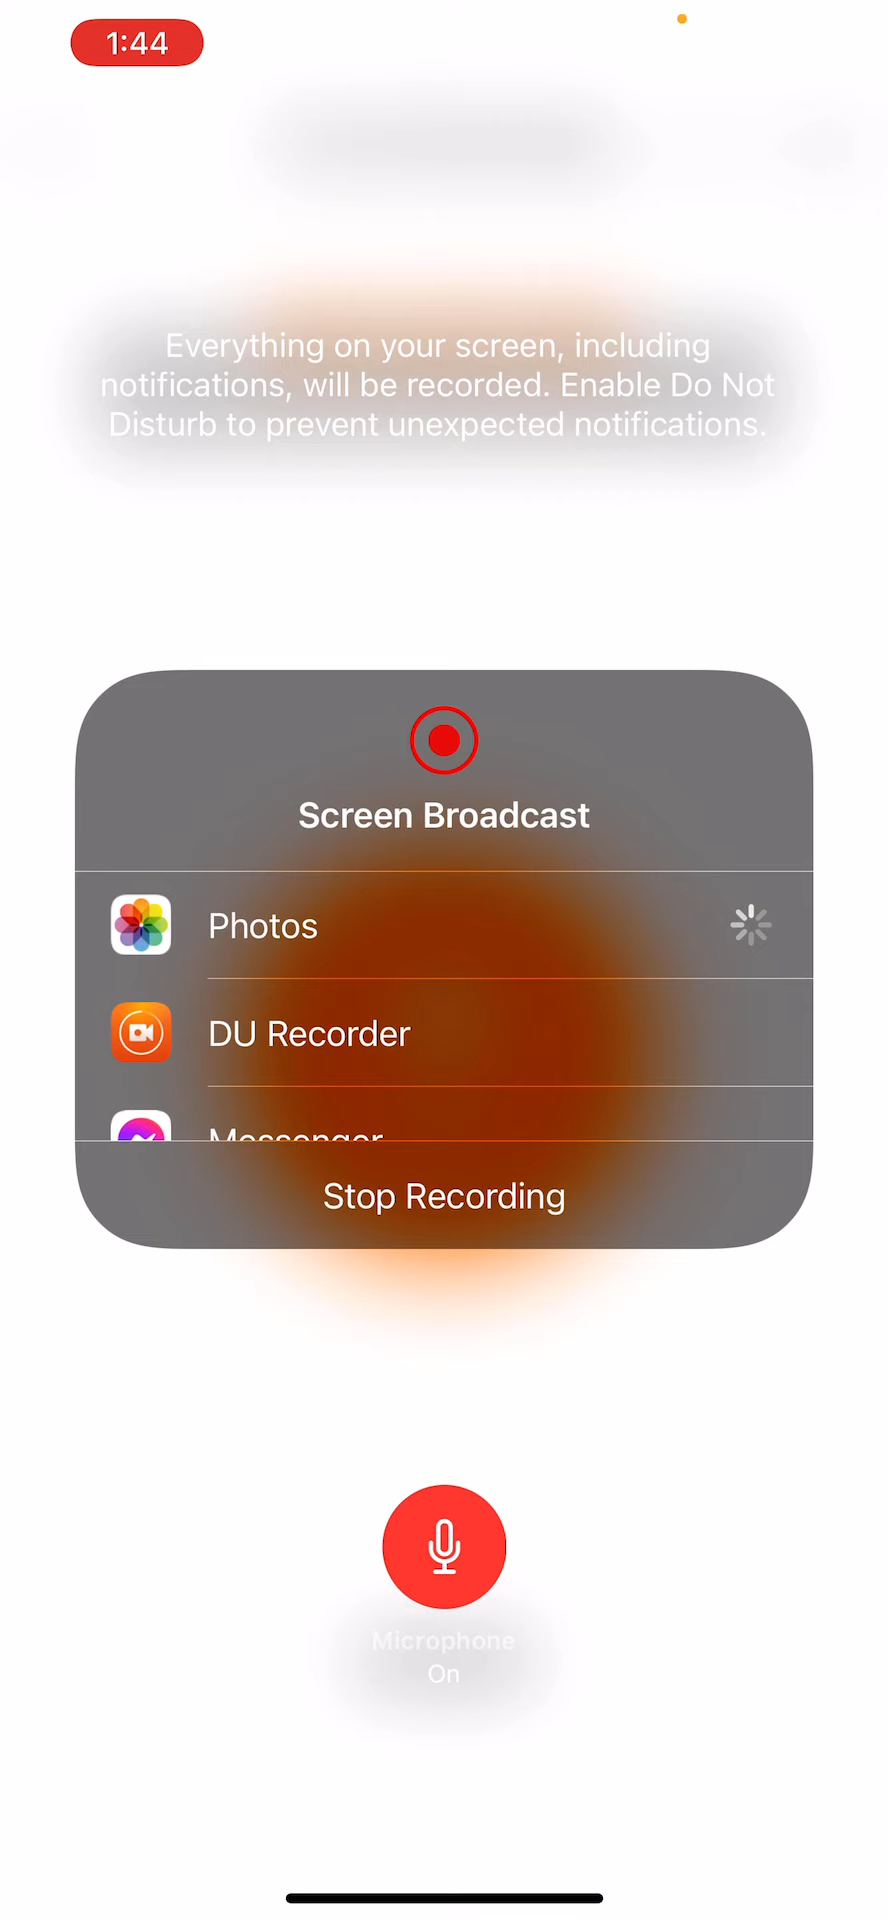 1:44
Everything on your screen, including
notifications, will be recorded. Enable Do Not
Disturb to prevent unexpected notifications.
Screen Broadcast
Photos
DU Recorder
Messenger
Stop Recording
Microphone
On